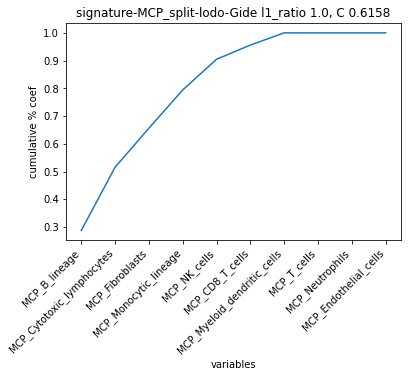 signature-MCP_split-lodo-Gide l1_ratio 1.0, C 0.6158
cumulative % coef
1.0
0.9
0.8
0.7
0.6
0.5
0.4
0.3
MCP_B_lineage
MCP_Cytotoxic_lymphocytes
MCP_Fibroblasts
MCP_Monocytic_lineage
MCP_NK_cells
MCP_CD8_T_cells
MCP_Myeloid_dendritic_cells
MCP_T_cells
MCP_Neutrophils
MCP_Endothelial_cells
variables